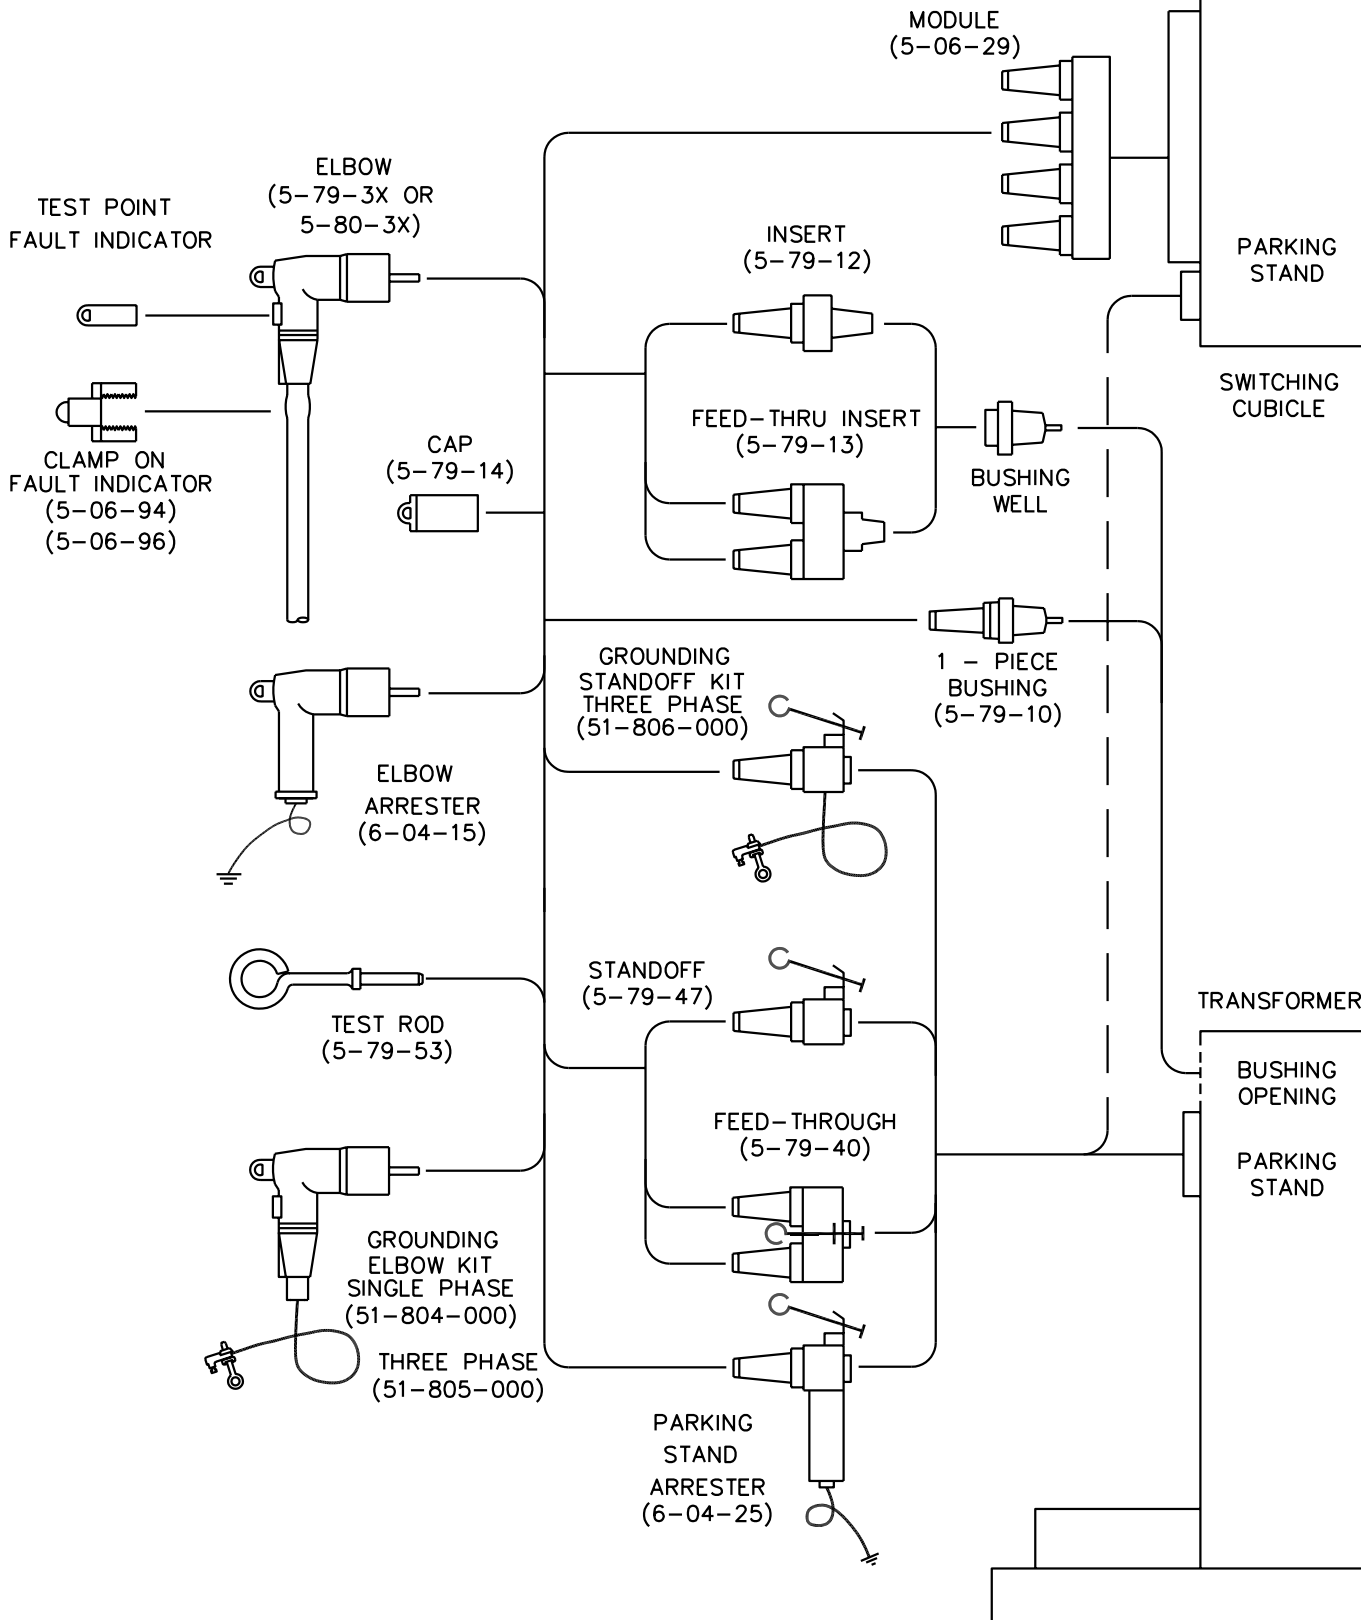 MODULE
(5-06-29)
ELBOW
(5-79-3X OR
5-80-3X)
TEST POINT
FAULT INDICATOR
INSERT
(5-79-12)
PARKING
STAND
SWITCHING
CUBICLE
FEED-THRU INSERT
(5-79-13)
CAP
(5-79-14)
CLAMP ON
FAULT INDICATOR
(5-06-94)
(5-06-96)
BUSHING
WELL
GROUNDING
STANDOFF KIT
THREE PHASE
(51-806-000)
1 - PIECE
BUSHING
(5-79-10)
ELBOW
ARRESTER
(6-04-15)
STANDOFF
(5-79-47)
TRANSFORMER
TEST ROD
(5-79-53)
BUSHING
OPENING
FEED-THROUGH
(5-79-40)
PARKING
STAND
GROUNDING
ELBOW KIT
SINGLE PHASE
(51-804-000)
THREE PHASE
(51-805-000)
PARKING
STAND
ARRESTER
(6-04-25)